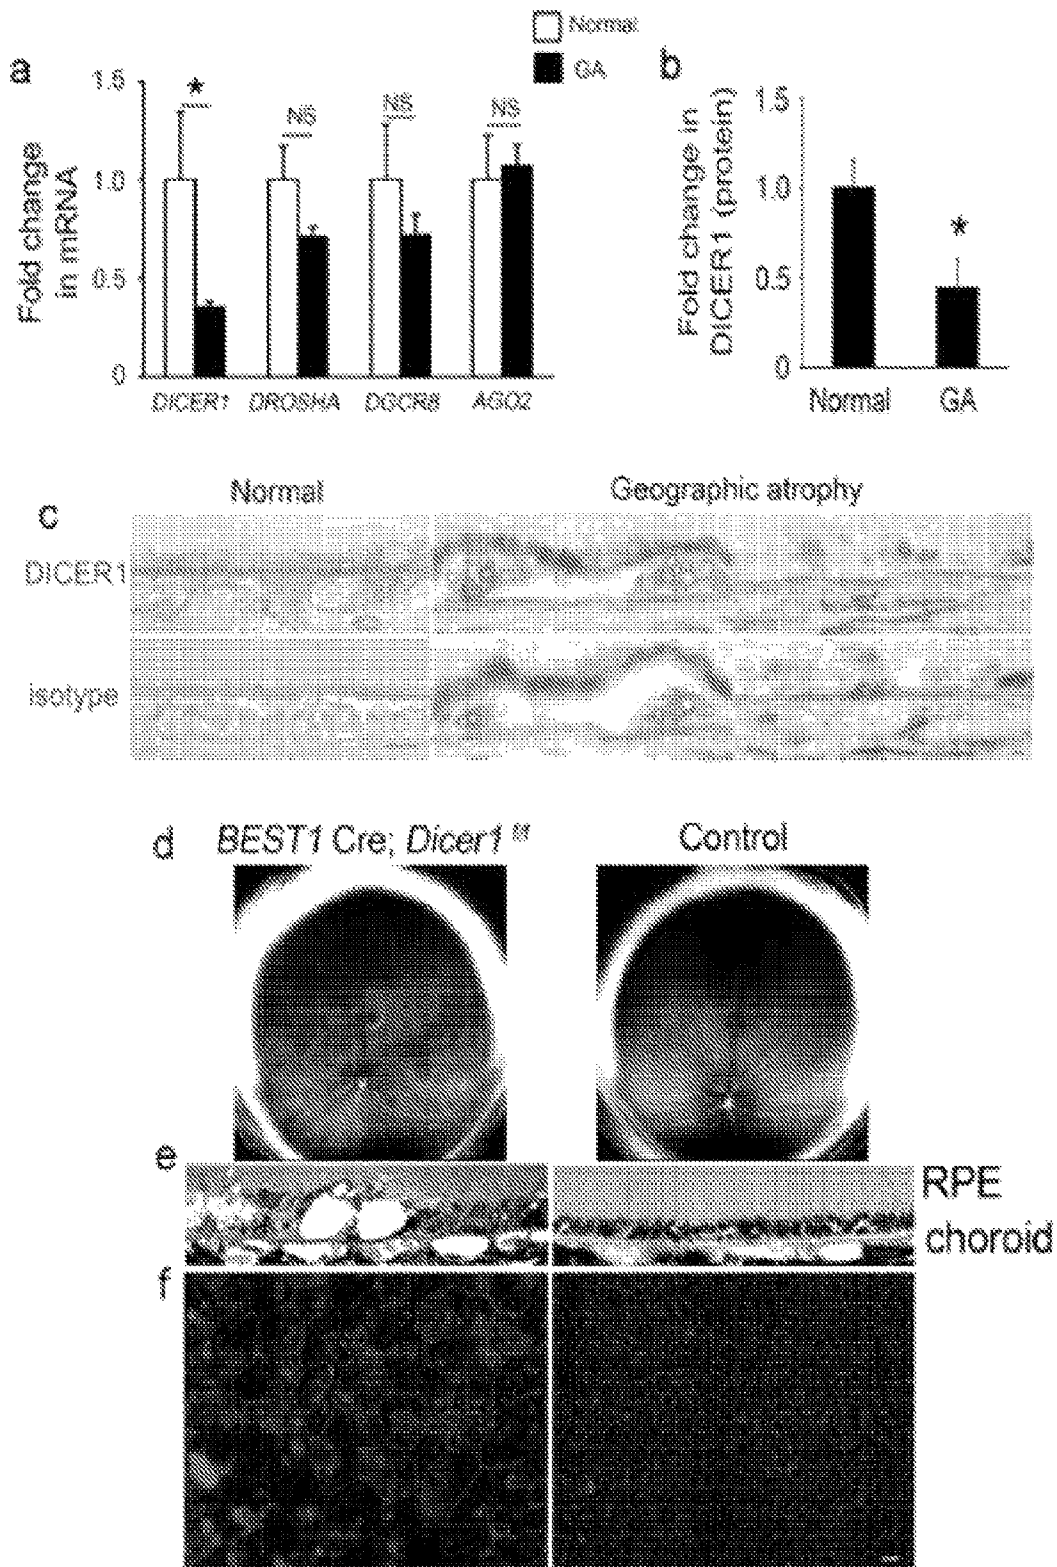 Normal
GA
a
Fold change
in mRNA
1.5
1.0
0.5
0
*
NS
NS
NS
DICER1
DROSHA
DGCR8
AGO2
b
Fold change in
DICER1 (protein)
1.5
1.0
0.5
0
*
Normal
GA
Normal
Geographic atrophy
c
DICER1
isotype
d
BEST1 Cre; Dicer1 f/f
Control
e
RPE
choroid
f